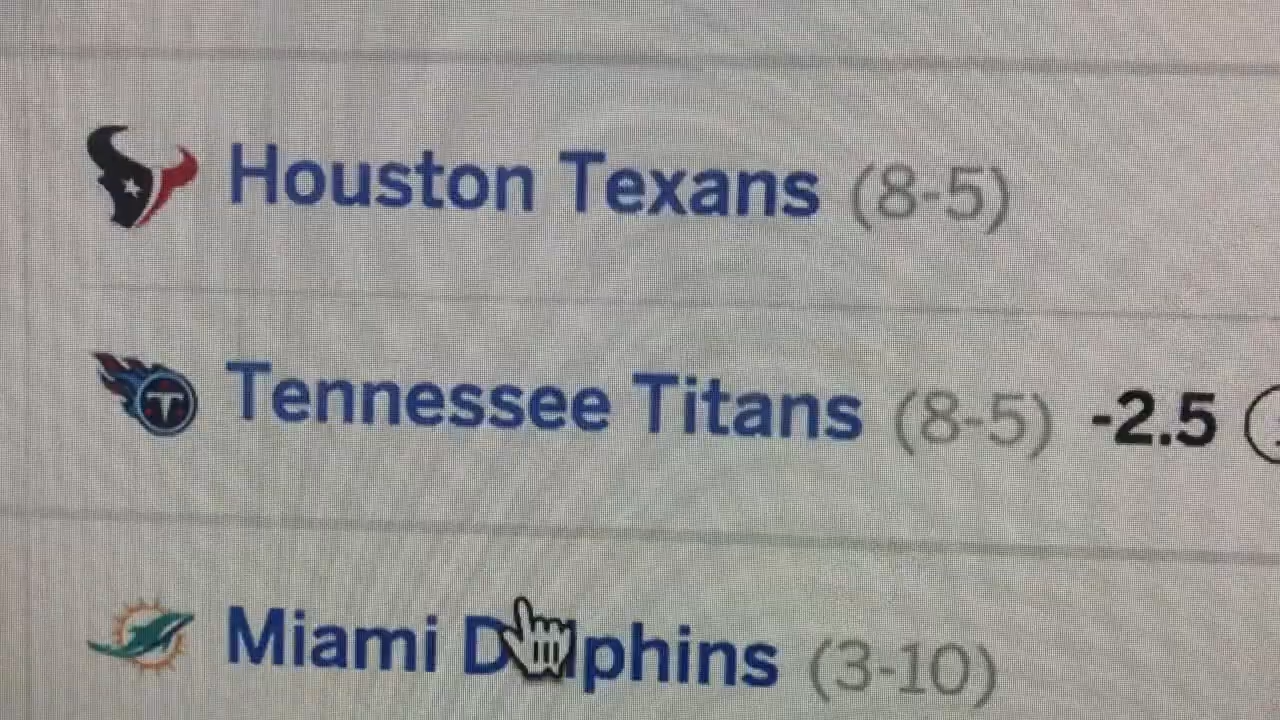 Houston Texans (8-5)
Tennessee Titans (8-5) -2.5
Miami Dolphins (3-10)